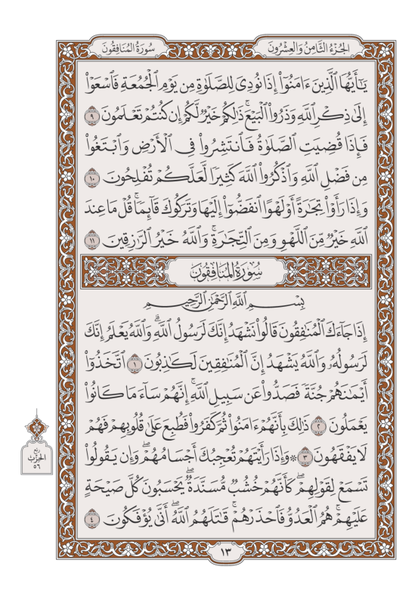 الجزء الثامن والعشرون
سورة المنافقون
يَٰٓأَيُّهَا ٱلَّذِينَ ءَامَنُوٓا۟ إِذَا نُودِىَ لِلصَّلَوٰةِ مِن يَوْمِ ٱلْجُمُعَةِ فَٱسْعَوْا۟
إِلَىٰ ذِكْرِ ٱللَّهِ وَذَرُوا۟ ٱلْبَيْعَ ۚ ذَٰلِكُمْ خَيْرٌ لَّكُمْ إِن كُنتُمْ تَعْلَمُونَ ٩
فَإِذَا قُضِيَتِ ٱلصَّلَوٰةُ فَٱنتَشِرُوا۟ فِى ٱلْأَرْضِ وَٱبْتَغُوا۟
مِن فَضْلِ ٱللَّهِ وَٱذْكُرُوا۟ ٱللَّهَ كَثِيرًا لَّعَلَّكُمْ تُفْلِحُونَ ١٠
وَإِذَا رَأَوْا۟ تِجَٰرَةً أَوْ لَهْوًا ٱنفَضُّوٓا۟ إِلَيْهَا وَتَرَكُوكَ قَآئِمًا ۚ قُلْ مَا عِندَ
ٱللَّهِ خَيْرٌ مِّنَ ٱللَّهْوِ وَمِنَ ٱلتِّجَٰرَةِ ۚ وَٱللَّهُ خَيْرُ ٱلرَّٰزِقِينَ ١١
سُورَةُ المُنَافِقُونَ
بِسْمِ ٱللَّهِ ٱلرَّحْمَٰنِ ٱلرَّحِيمِ
إِذَا جَآءَكَ ٱلْمُنَٰفِقُونَ قَالُوا۟ نَشْهَدُ إِنَّكَ لَرَسُولُ ٱللَّهِ ۗ وَٱللَّهُ يَعْلَمُ إِنَّكَ
لَرَسُولُهُۥ وَٱللَّهُ يَشْهَدُ إِنَّ ٱلْمُنَٰفِقِينَ لَكَٰذِبُونَ ١ ٱتَّخَذُوٓا۟
أَيْمَٰنَهُمْ جُنَّةً فَصَدُّوا۟ عَن سَبِيلِ ٱللَّهِ ۚ إِنَّهُمْ سَآءَ مَا كَانُوا۟
يَعْمَلُونَ ٢ ذَٰلِكَ بِأَنَّهُمْ ءَامَنُوا۟ ثُمَّ كَفَرُوا۟ فَطُبِعَ عَلَىٰ قُلُوبِهِمْ فَهُمْ
لَا يَفْقَهُونَ ٣ ۞ وَإِذَا رَأَيْتَهُمْ تُعْجِبُكَ أَجْسَامُهُمْ ۖ وَإِن يَقُولُوا۟
تَسْمَعْ لِقَوْلِهِمْ ۖ كَأَنَّهُمْ خُشُبٌ مُّسَنَّدَةٌ ۖ يَحْسَبُونَ كُلَّ صَيْحَةٍ
عَلَيْهِمْ ۚ هُمُ ٱلْعَدُوُّ فَٱحْذَرْهُمْ ۚ قَٰتَلَهُمُ ٱللَّهُ ۖ أَنَّىٰ يُؤْفَكُونَ ٤
الحزب
٥٦
١٣